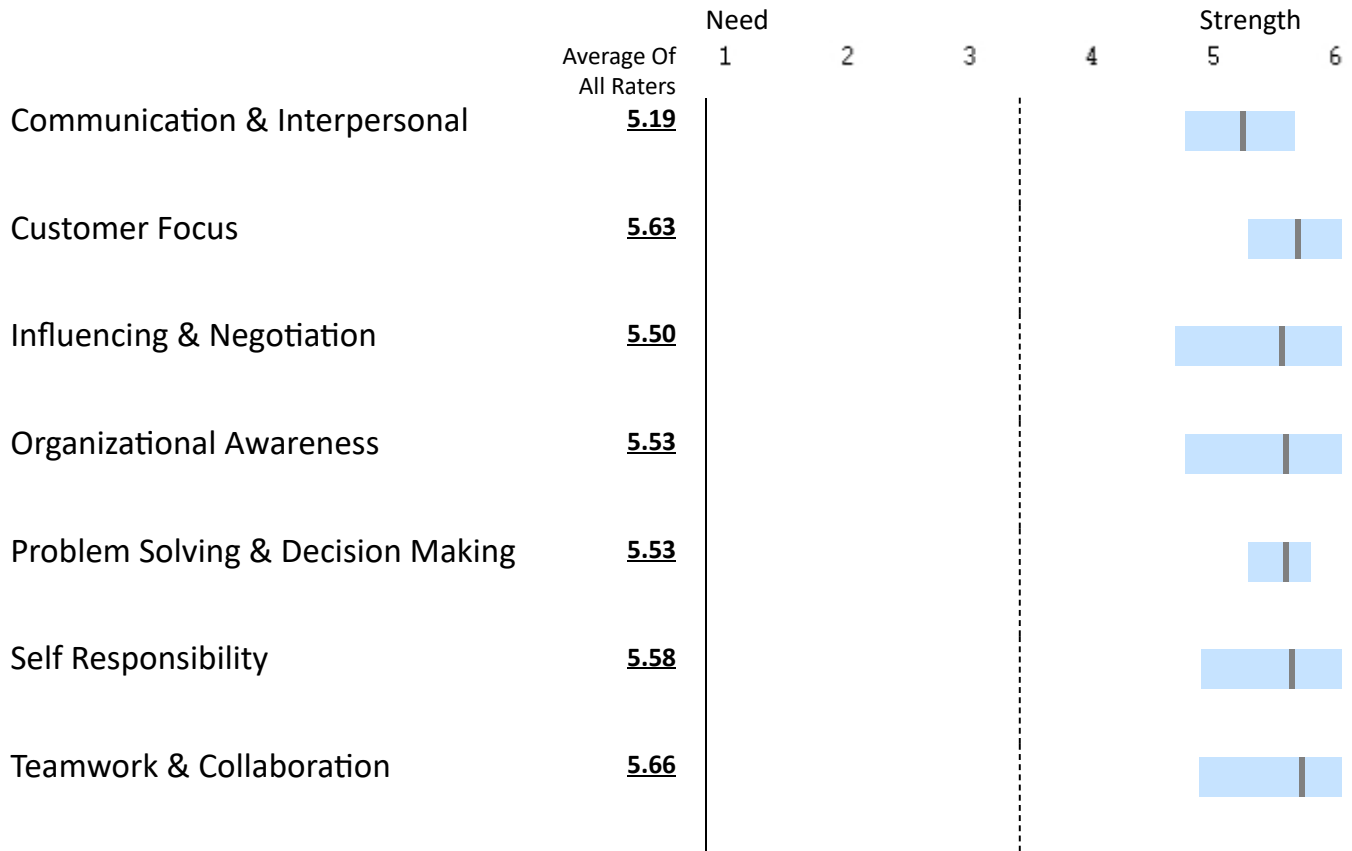 Need Strength
Average Of 1 2 3 4 5 6
All Raters
Communication & Interpersonal 5.19
Customer Focus 5.63
Influencing & Negotiation 5.50
Organizational Awareness 5.53
Problem Solving & Decision Making 5.53
Self Responsibility 5.58
Teamwork & Collaboration 5.66